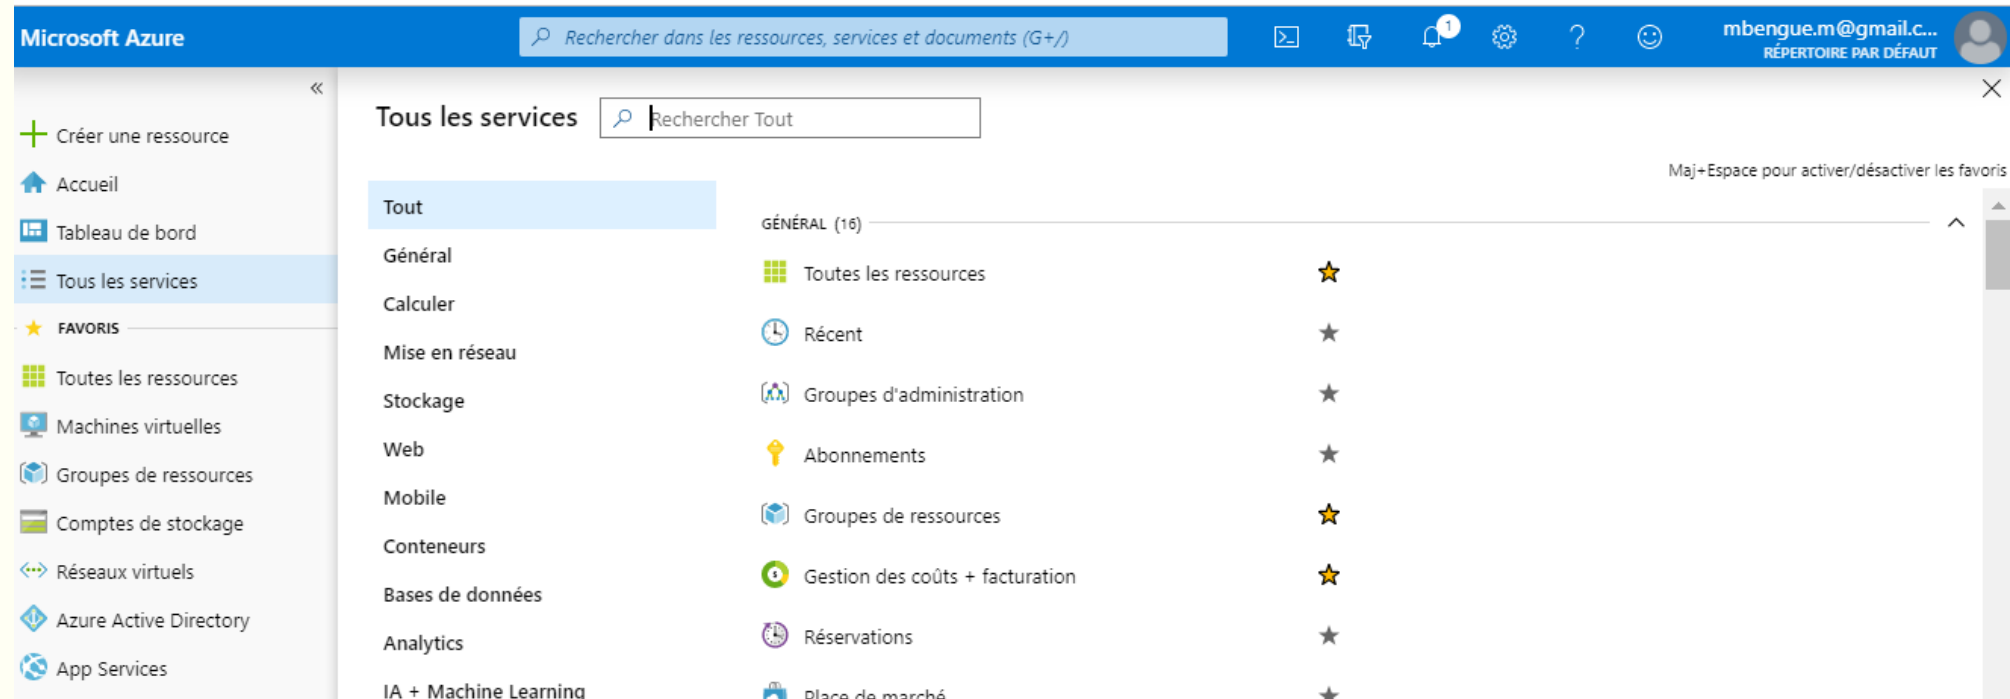 Microsoft Azure
Rechercher dans les ressources, services et documents (G+/)
1
mbengue.m@gmail.c...
RÉPERTOIRE PAR DÉFAUT
«
Créer une ressource
Accueil
Tableau de bord
Tous les services
FAVORIS
Toutes les ressources
Machines virtuelles
Groupes de ressources
Comptes de stockage
Réseaux virtuels
Azure Active Directory
App Services
Tous les services
Rechercher Tout
Maj+Espace pour activer/désactiver les favoris
Tout
Général
Calculer
Mise en réseau
Stockage
Web
Mobile
Conteneurs
Bases de données
Analytics
IA + Machine Learning
GÉNÉRAL (16)
Toutes les ressources
Récent
Groupes d'administration
Abonnements
Groupes de ressources
Gestion des coûts + facturation
Réservations
Place de marché